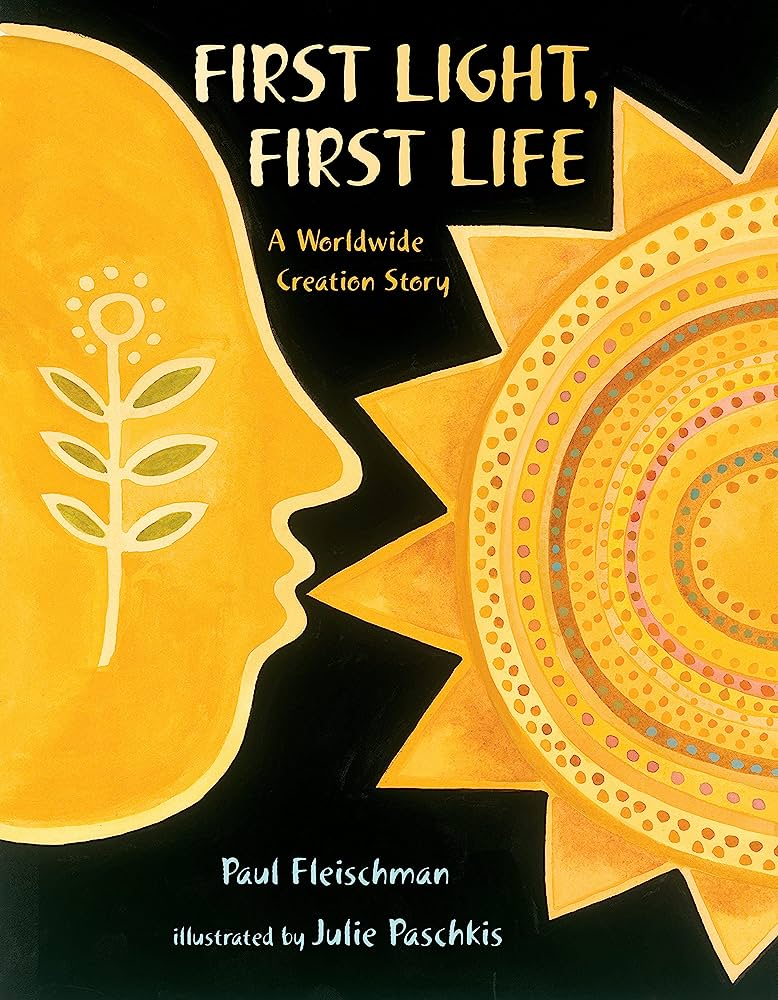 FIRST LIGHT,
FIRST LIFE
A Worldwide
Creation Story
Paul Fleischman
illustrated by Julie Paschkis